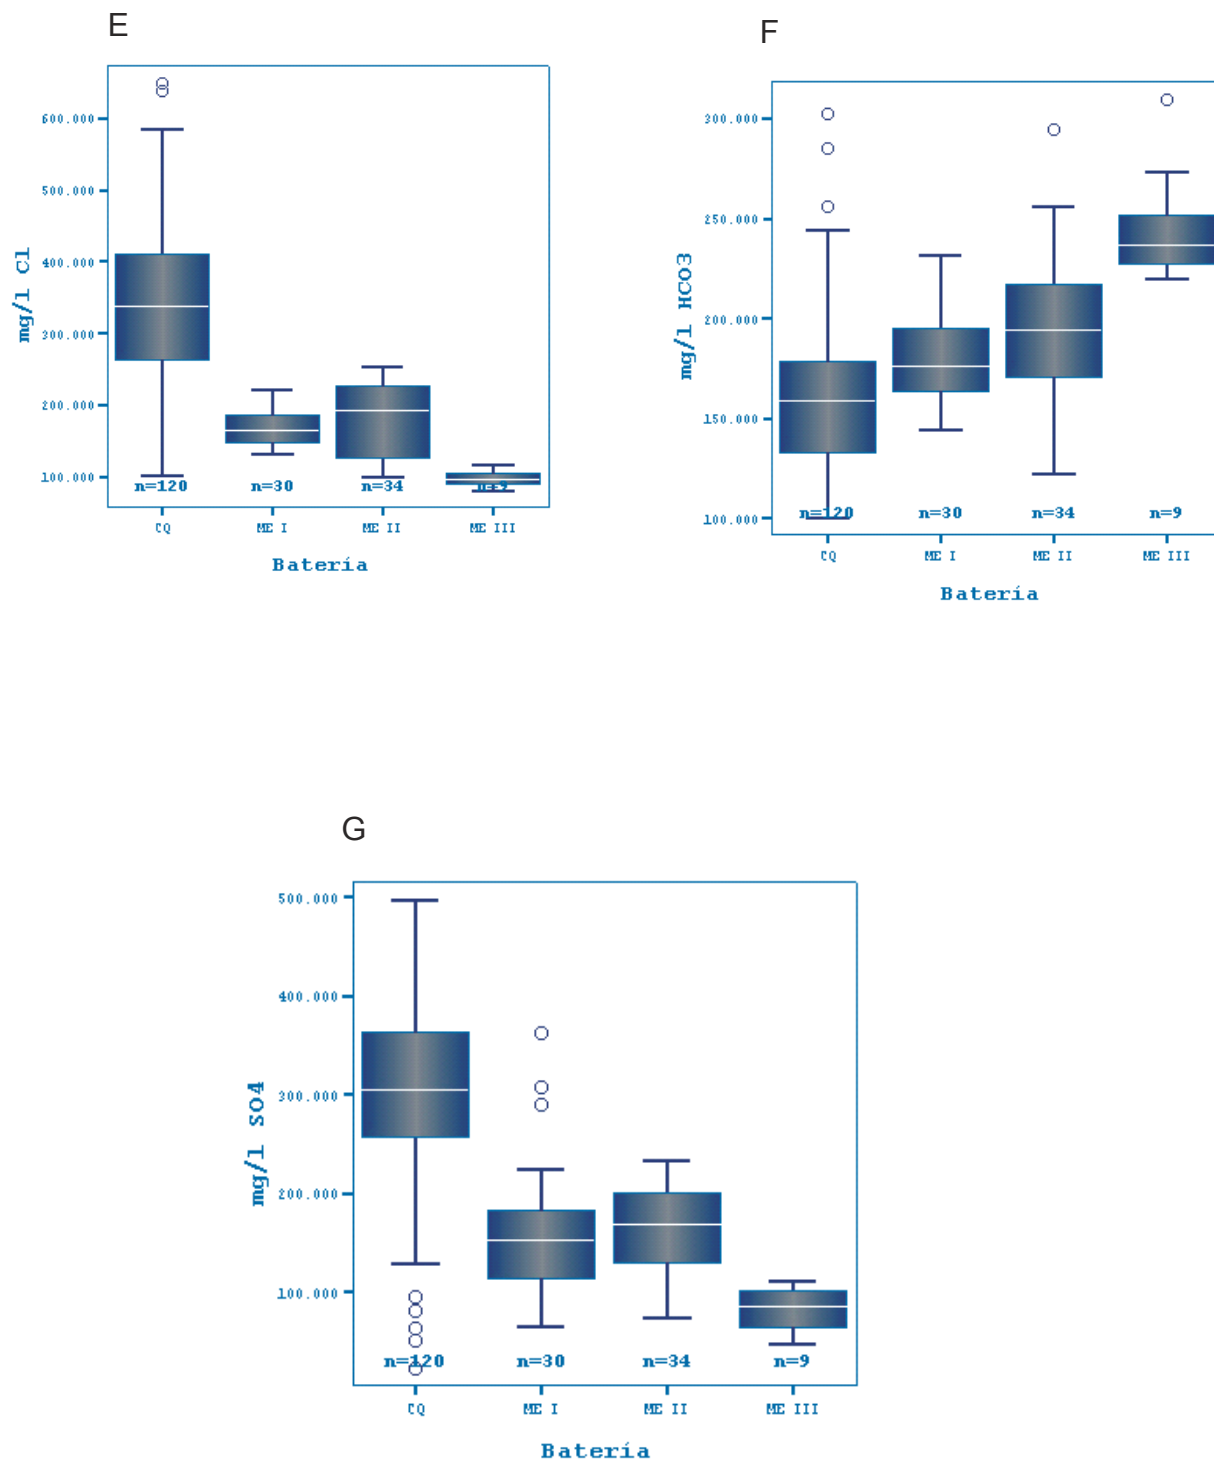 E
600.000
500.000
400.000
300.000
200.000
100.000
mg/l Cl
n=120 n=30 n=34 n=9
CQ ME I ME II ME III
Batería
F
300.000
250.000
200.000
150.000
100.000
mg/l HCO3
n=120 n=30 n=34 n=9
CQ ME I ME II ME III
Batería
G
500.000
400.000
300.000
200.000
100.000
mg/l SO4
n=120 n=30 n=34 n=9
CQ ME I ME II ME III
Batería